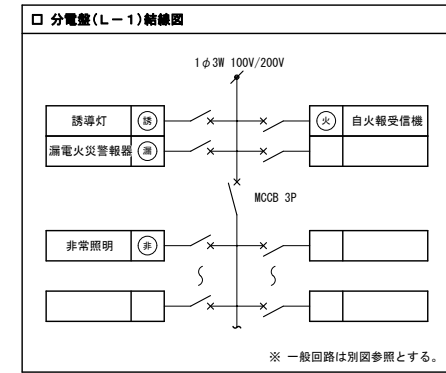 □ 分電盤(L－1)結線図
1φ3W 100V/200V
誘導灯 誘
火 自火報受信機
漏電火災警報器 漏
MCCB 3P
非常照明 非
※ 一般回路は別図参照とする。